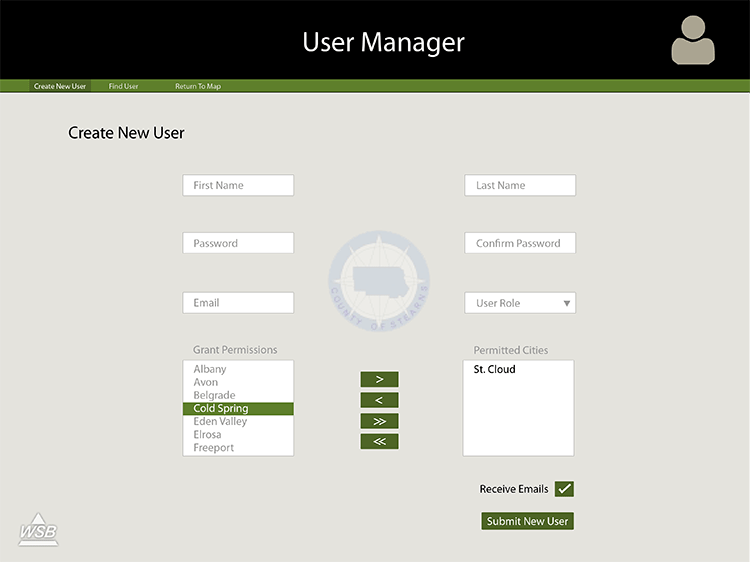 User Manager
Create New User
Find User
Return To Map
Create New User
First Name
Last Name
Password
Confirm Password
Email
User Role
COUNTY OF STEARNS
Grant Permissions
Permitted Cities
Albany
Avon
Belgrade
Cold Spring
Eden Valley
Elrosa
Freeport
>
<
>>
<<
St. Cloud
Receive Emails
Submit New User
WSB